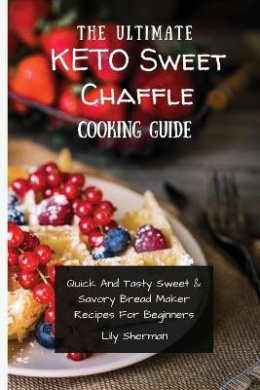 THE ULTIMATE
KETO SWEET
CHAFFLE
COOKING GUIDE
Quick And Tasty Sweet &
Savory Bread Maker
Recipes For Beginners
Lily Sherman